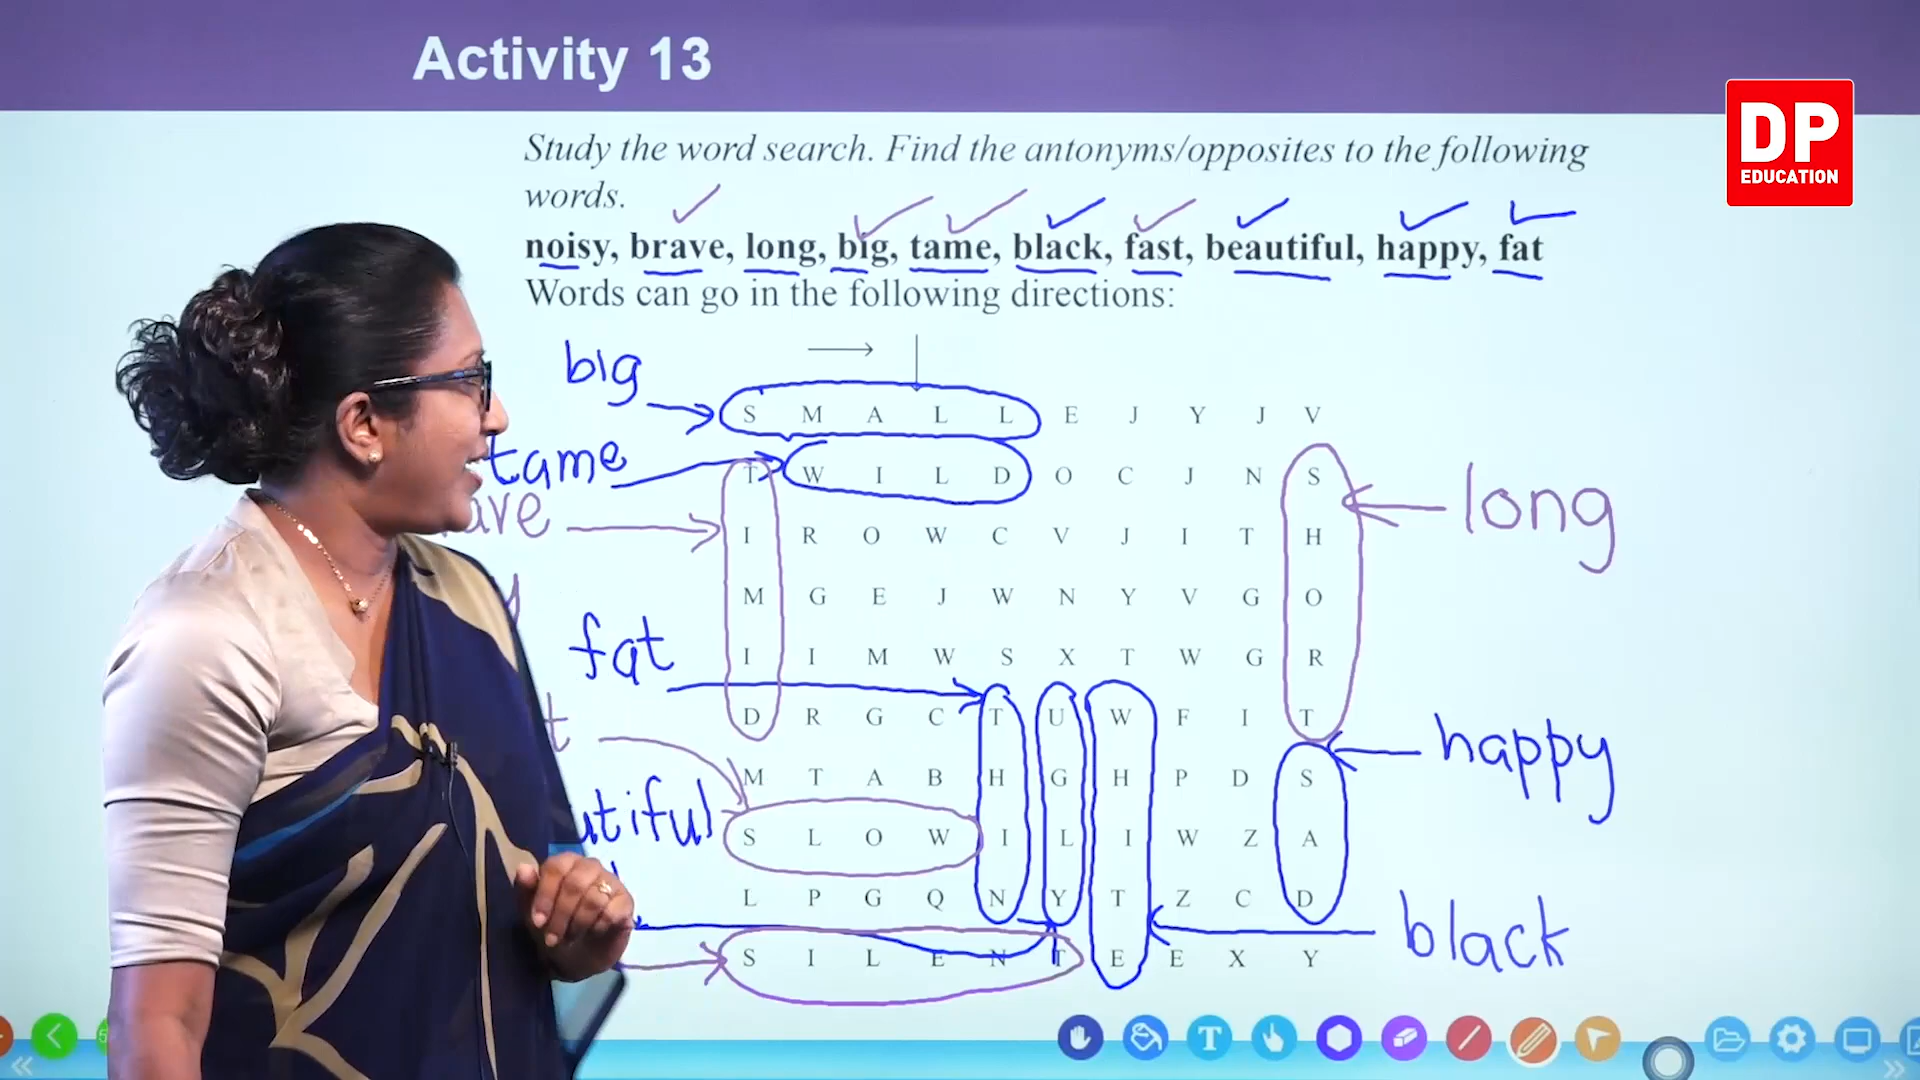 Activity 13
DP
EDUCATION
Study the word search. Find the antonyms/opposites to the following
words.
noisy, brave, long, big, tame, black, fast, beautiful, happy, fat
Words can go in the following directions:
big
S M A L L E J Y J V
tame
T W I L D O C J N S
long
ave
I R O W C V J I T H
M G E J W N Y V G O
fat
I I M W S X T W G R
D R G C T U W F I T
happy
M T A B H G H P D S
utiful
S L O W I L I W Z A
L P G Q N Y T Z C D
black
S I L E N T E E X Y